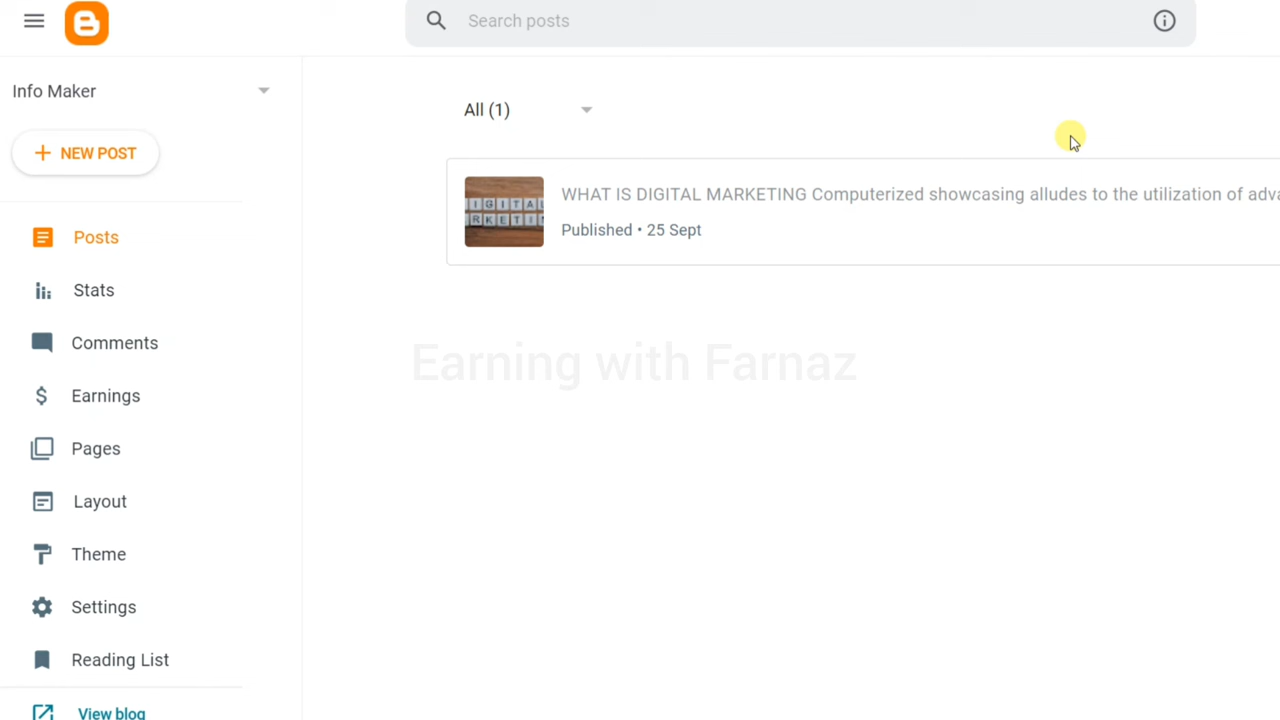 Search posts
Info Maker
All (1)
NEW POST
WHAT IS DIGITAL MARKETING Computerized showcasing alludes to the utilization of adva
Published • 25 Sept
IGITAL
RKETIN
Posts
Stats
Comments
Earning with Farnaz
Earnings
Pages
Layout
Theme
Settings
Reading List
View blog